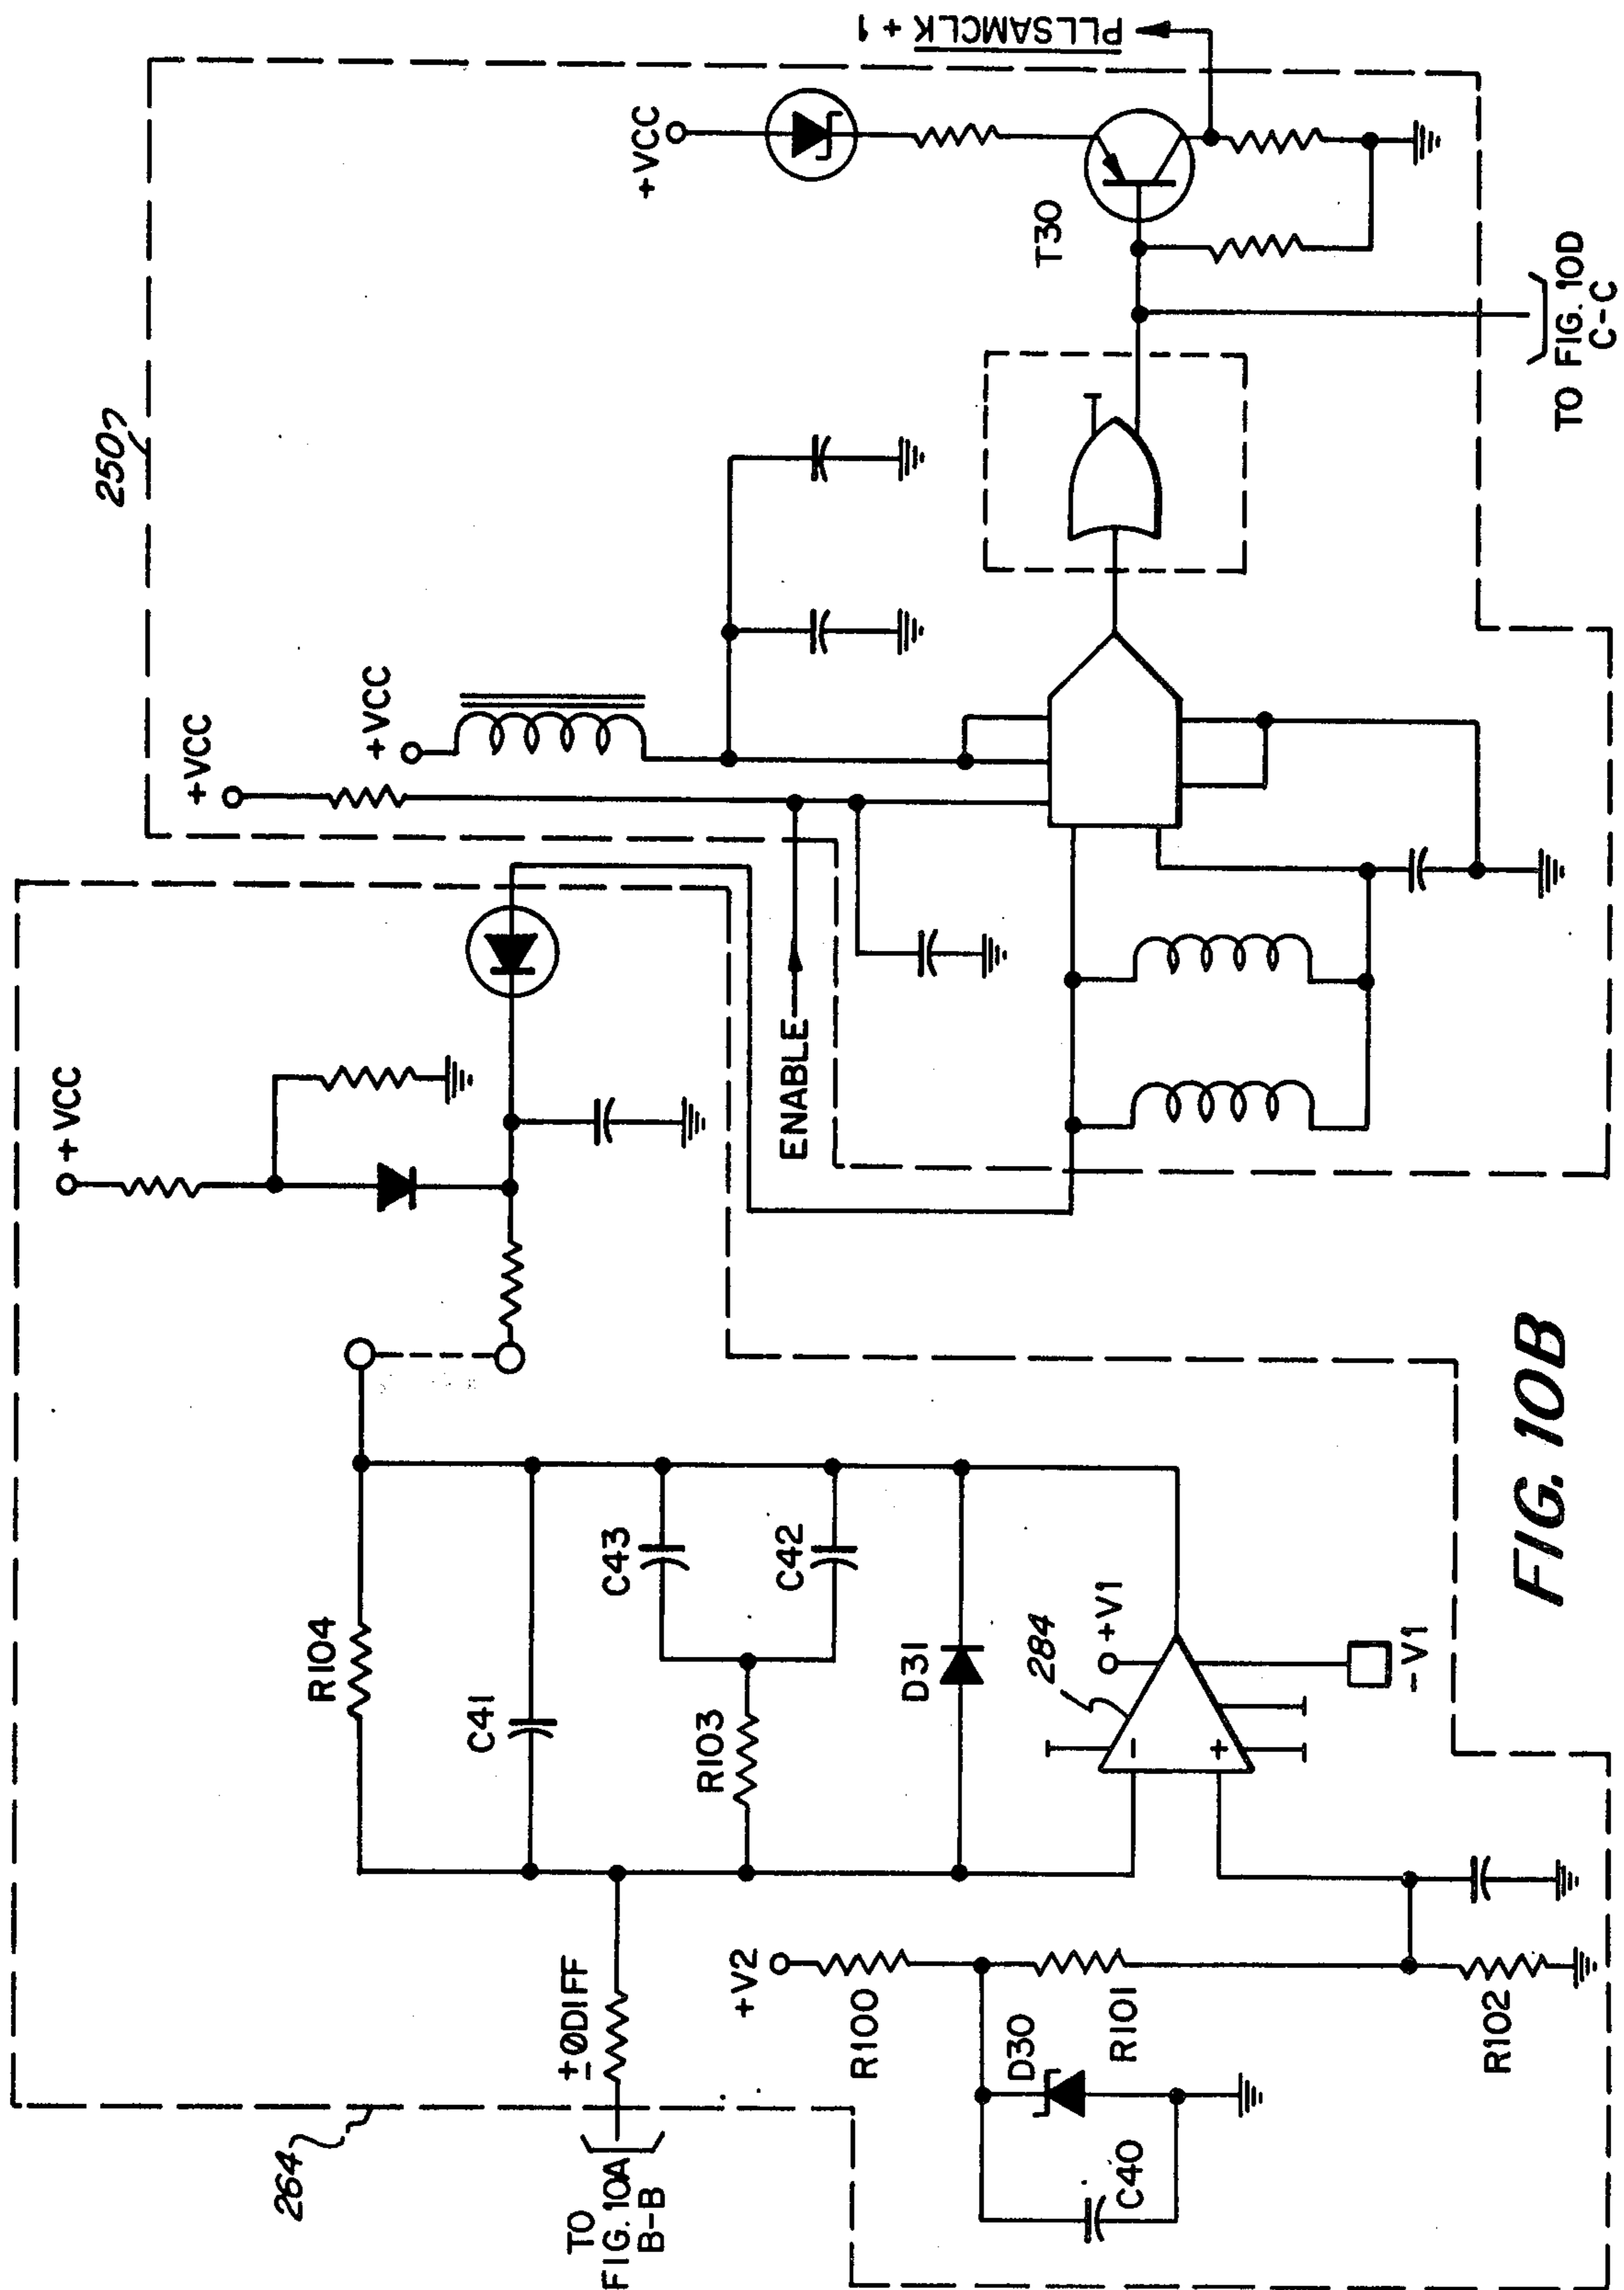 250
+VCC
+VCC
+VCC
PLLSAMCLK + 1
T30
TO FIG. 10D
C-C
ENABLE
+VCC
264
R104
C41
C43
C42
R103
D31
284
+V1
-V1
−
+
±ØDIFF
TO
FIG. 10A
B-B
+V2
R100
D30
R101
R102
C40
FIG. 10B